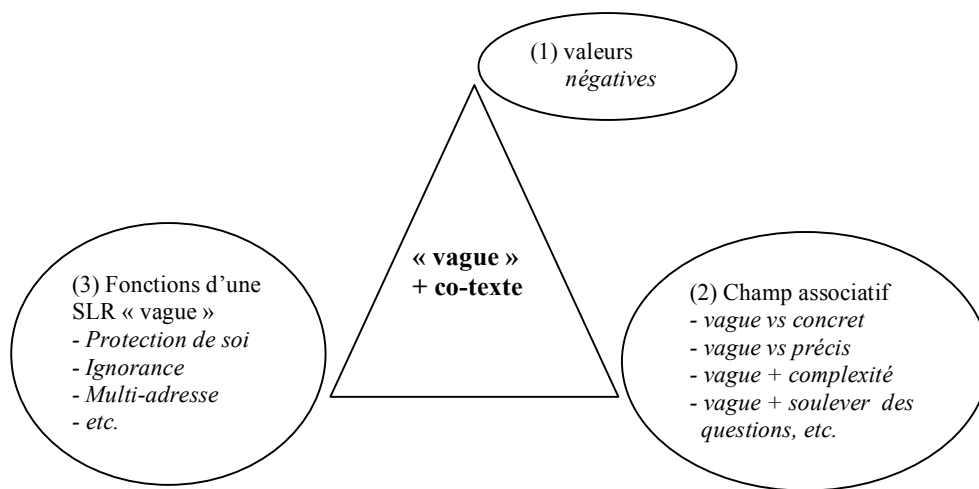 (1) valeurs
négatives
« vague »
+ co-texte
(2) Champ associatif
- vague vs concret
- vague vs précis
- vague + complexité
- vague + soulever des
questions, etc.
(3) Fonctions d’une
SLR « vague »
- Protection de soi
- Ignorance
- Multi-adresse
- etc.